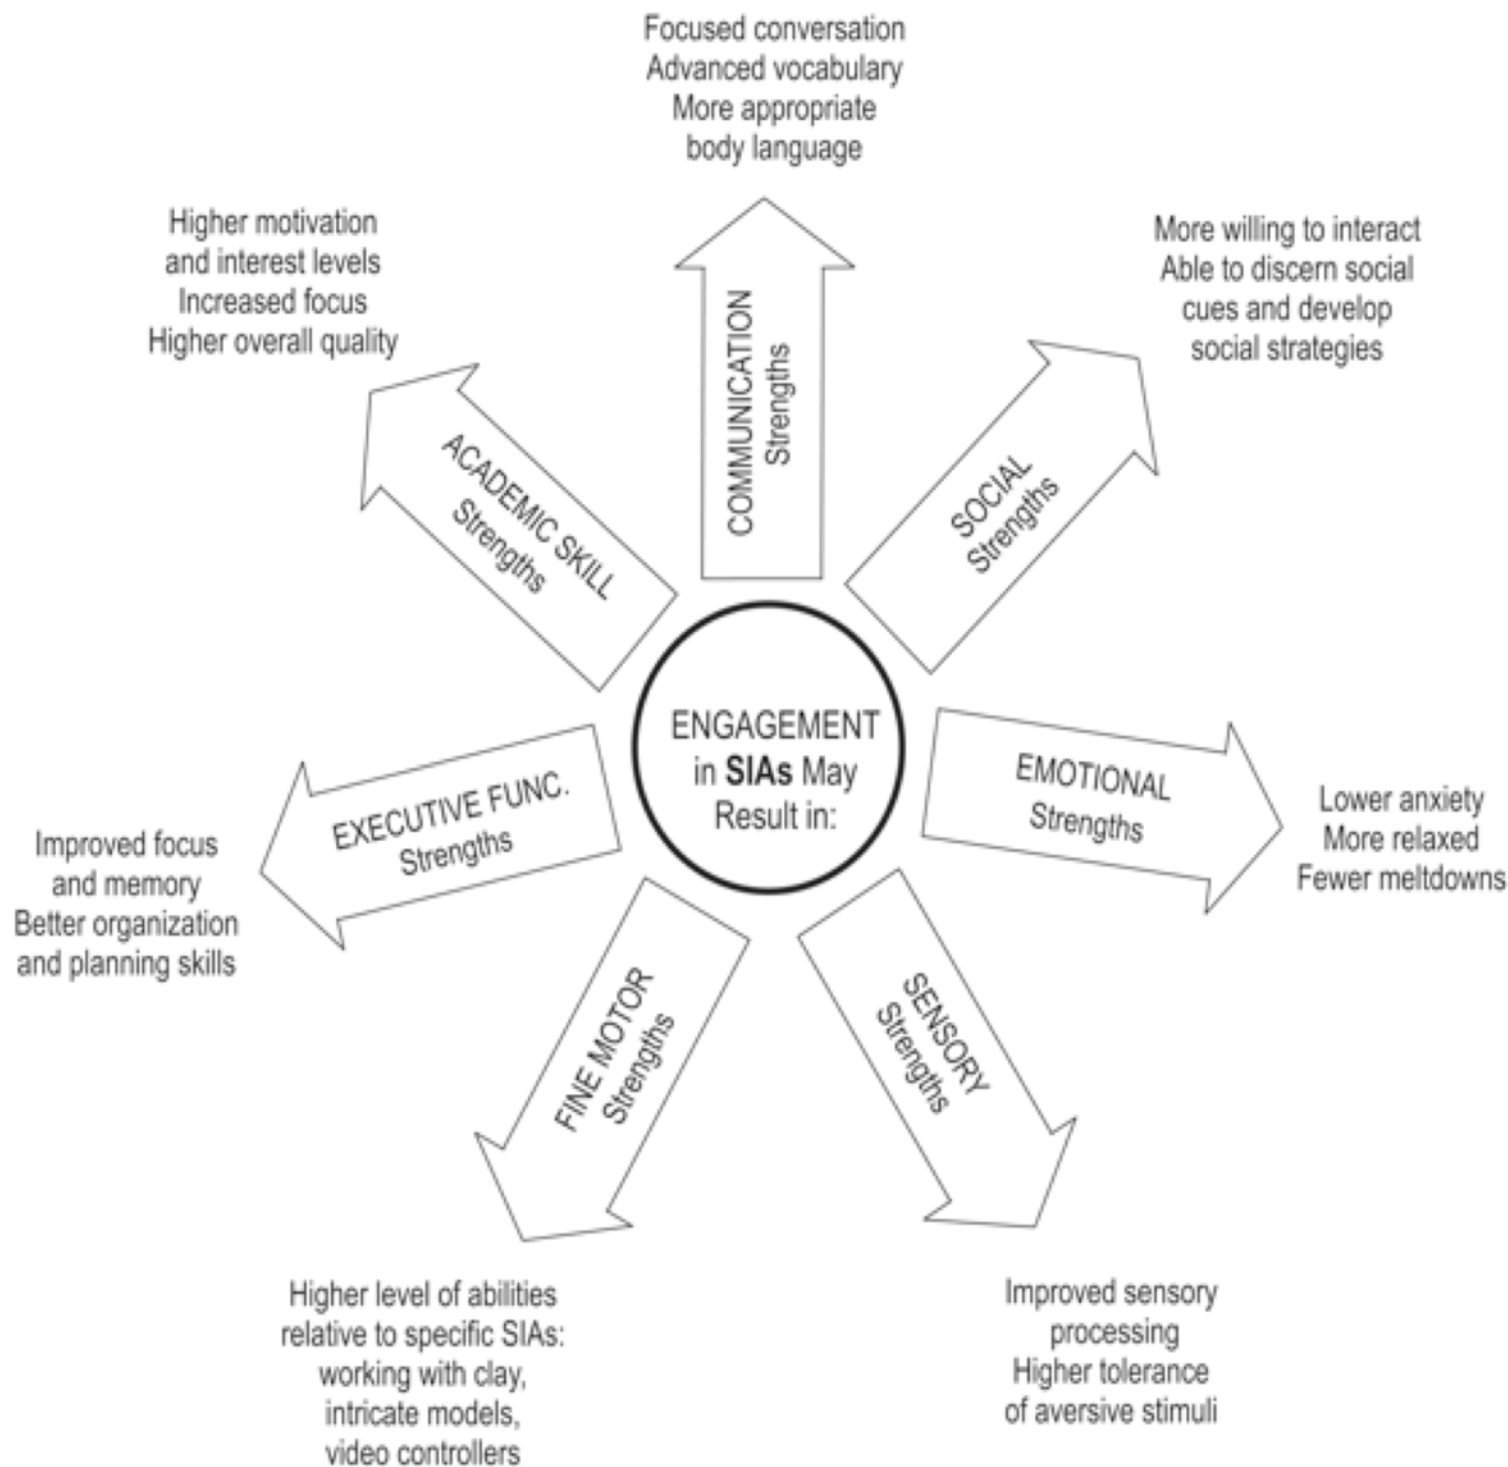 Focused conversation
Advanced vocabulary
More appropriate
body language
Higher motivation
and interest levels
Increased focus
Higher overall quality
More willing to interact
Able to discern social
cues and develop
social strategies
COMMUNICATION
Strengths
ACADEMIC SKILL
Strengths
SOCIAL
Strengths
ENGAGEMENT
in SIAs May
Result in:
EXECUTIVE FUNC.
Strengths
EMOTIONAL
Strengths
Improved focus
and memory
Better organization
and planning skills
Lower anxiety
More relaxed
Fewer meltdowns
FINE MOTOR
Strengths
SENSORY
Strengths
Higher level of abilities
relative to specific SIAs:
working with clay,
intricate models,
video controllers
Improved sensory
processing
Higher tolerance
of aversive stimuli